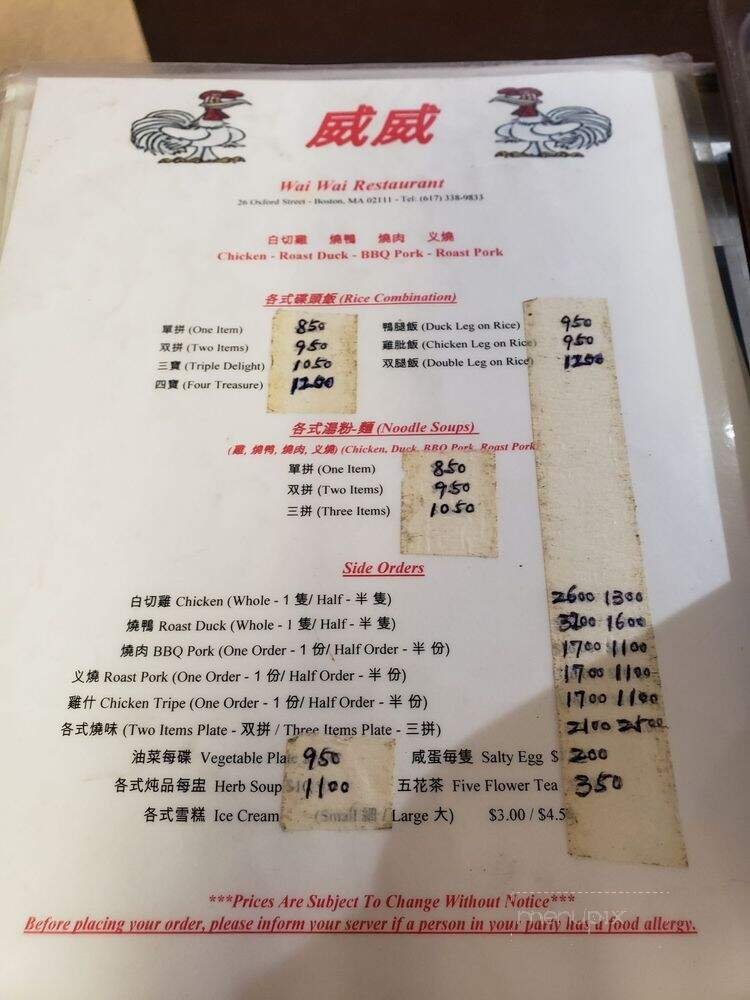 威威
Wai Wai Restaurant
26 Oxford Street - Boston, MA 02111 - Tel: (617) 338-9833
白切雞 燒鴨 燒肉 义燒
Chicken - Roast Duck - BBQ Pork - Roast Pork
各式碟頭飯 (Rice Combination)
單拼 (One Item) 850 鴨腿飯 (Duck Leg on Rice) 950
双拼 (Two Items) 950 雞肶飯 (Chicken Leg on Rice) 950
三寶 (Triple Delight) 1050 双腿飯 (Double Leg on Rice) 1250
四寶 (Four Treasure) 1200
各式湯粉-麵 (Noodle Soups)
(雞, 燒鴨, 燒肉, 义燒) (Chicken, Duck, BBQ Pork, Roast Pork
單拼 (One Item) 850
双拼 (Two Items) 950
三拼 (Three Items) 1050
Side Orders
白切雞 Chicken (Whole - 1 隻/ Half - 半 隻) 2600 1300
燒鴨 Roast Duck (Whole - 1 隻/ Half - 半 隻) 3200 1600
燒肉 BBQ Pork (One Order - 1 份/ Half Order - 半 份) 1700 1100
义燒 Roast Pork (One Order - 1 份/ Half Order - 半 份) 1700 1100
雞什 Chicken Tripe (One Order - 1 份/ Half Order - 半 份) 1700 1100
各式燒味 (Two Items Plate - 双拼 / Three Items Plate - 三拼) 2100 2500
油菜每碟 Vegetable Plate 950 咸蛋每隻 Salty Egg $ 200
各式炖品每盅 Herb Soup 1100 五花茶 Five Flower Tea 350
各式雪糕 Ice Cream (Small 細 / Large 大) $3.00 / $4.5
***Prices Are Subject To Change Without Notice***
Before placing your order, please inform your server if a person in your party has a food allergy.
menupix